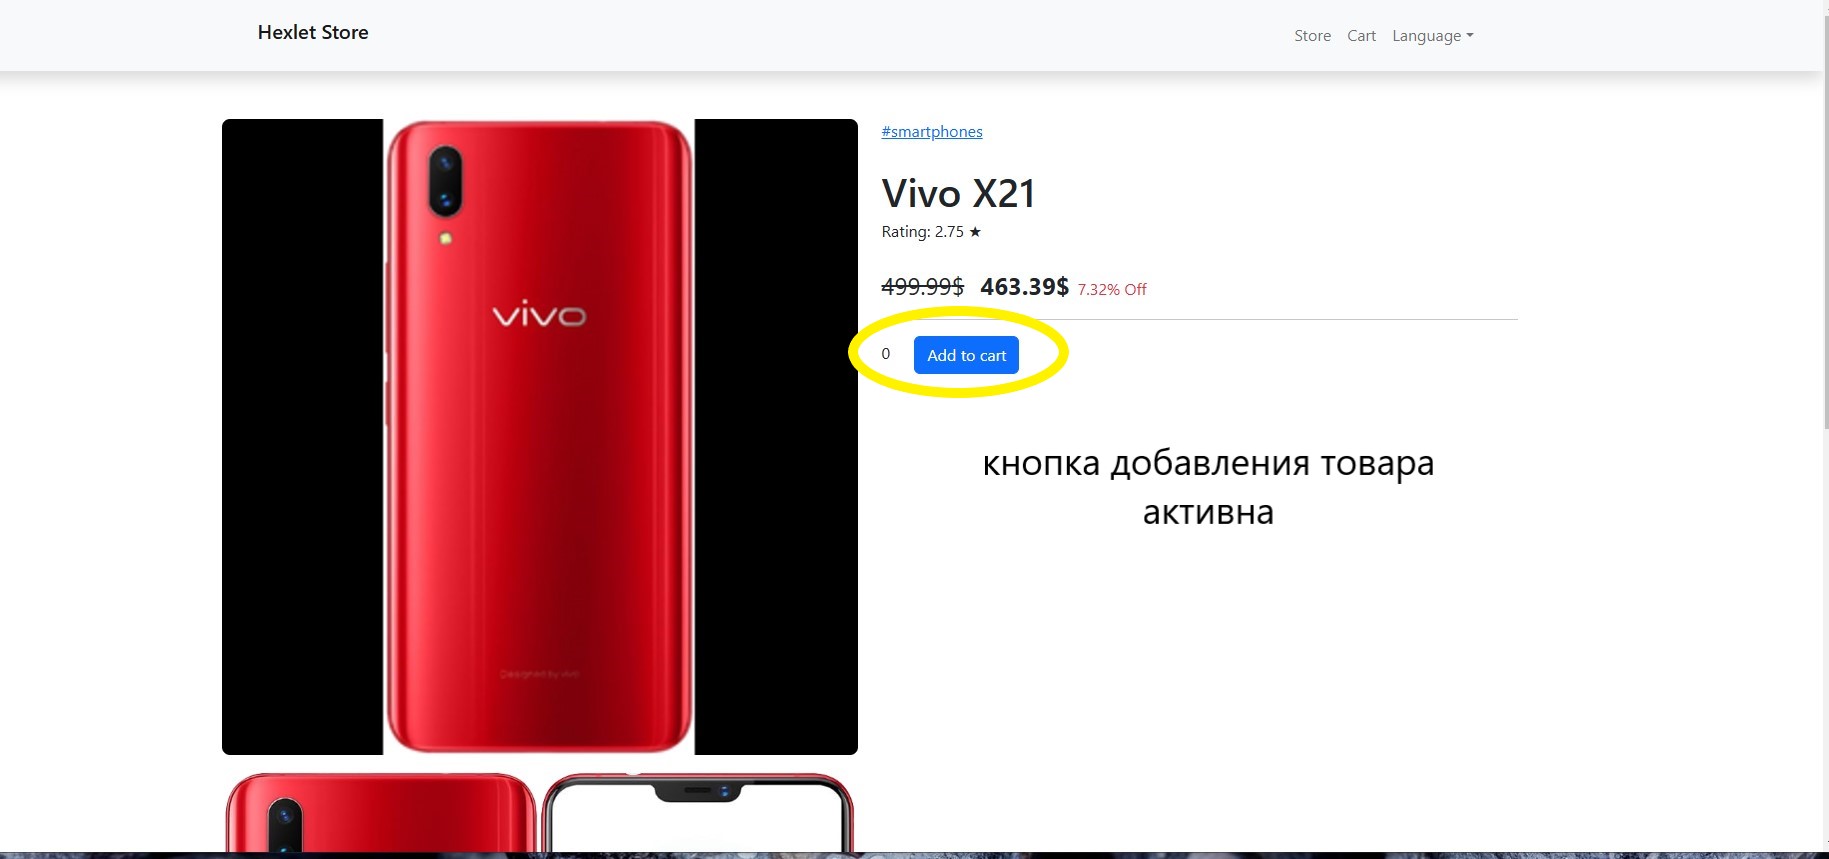 Hexlet Store
Store Cart Language
#smartphones
Vivo X21
Rating: 2.75 ★
499.99$ 463.39$ 7.32% Off
0 Add to cart
кнопка добавления товара
активна
vivo
Designed by vivo